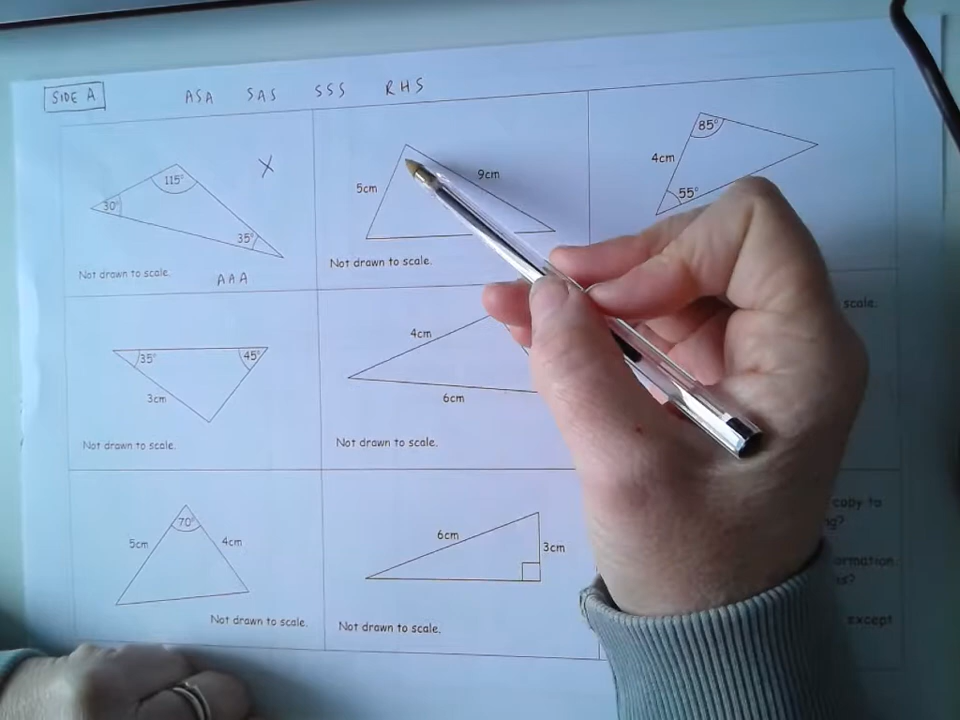 SIDE A
ASA SAS SSS RHS
115°
30°
35°
Not drawn to scale.
AAA
X
5cm
9cm
Not drawn to scale.
85°
4cm
55°
scale.
35°
45°
3cm
Not drawn to scale.
4cm
6cm
Not drawn to scale.
70°
5cm
4cm
Not drawn to scale.
6cm
3cm
Not drawn to scale.
copy to
except